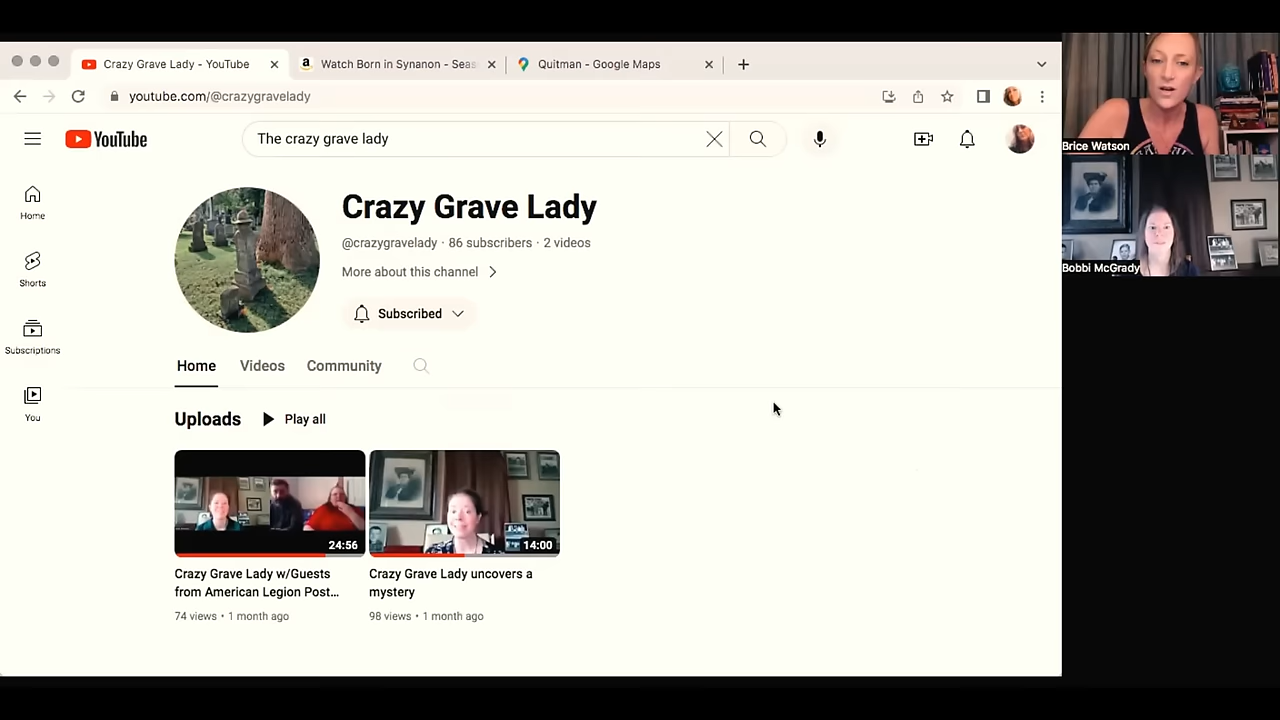 Crazy Grave Lady - YouTube
Watch Born in Synanon - Seas
Quitman - Google Maps
youtube.com/@crazygravelady
YouTube
The crazy grave lady
Brice Watson
Bobbi McGrady
Home
Shorts
Subscriptions
You
Crazy Grave Lady
@crazygravelady · 86 subscribers · 2 videos
More about this channel
Subscribed
Home Videos Community
Uploads Play all
24:56
14:00
Crazy Grave Lady w/Guests
from American Legion Post...
74 views • 1 month ago
Crazy Grave Lady uncovers a
mystery
98 views • 1 month ago